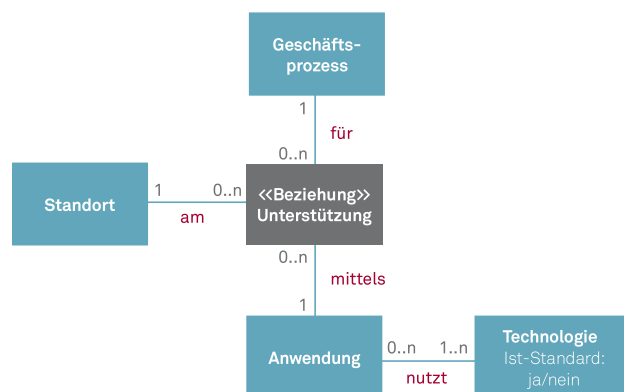 Geschäfts-
prozess
1
für
0..n
Standort
1
0..n
am
«Beziehung»
Unterstützung
0..n
mittels
1
Anwendung
0..n
1..n
nutzt
Technologie
Ist-Standard:
ja/nein